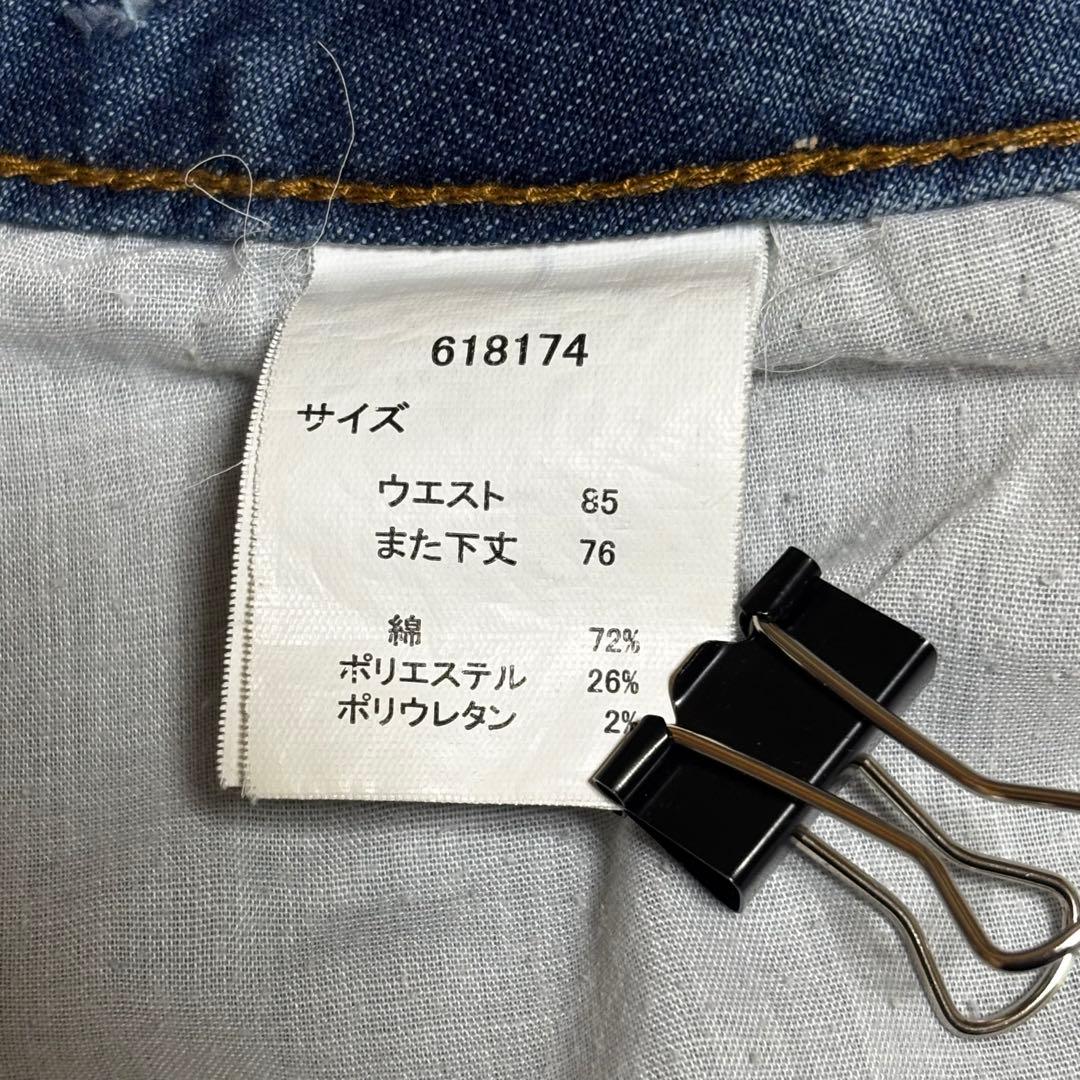 618174
サイズ
ウエスト 85
また下丈 76
綿 72%
ポリエステル 26%
ポリウレタン 2%